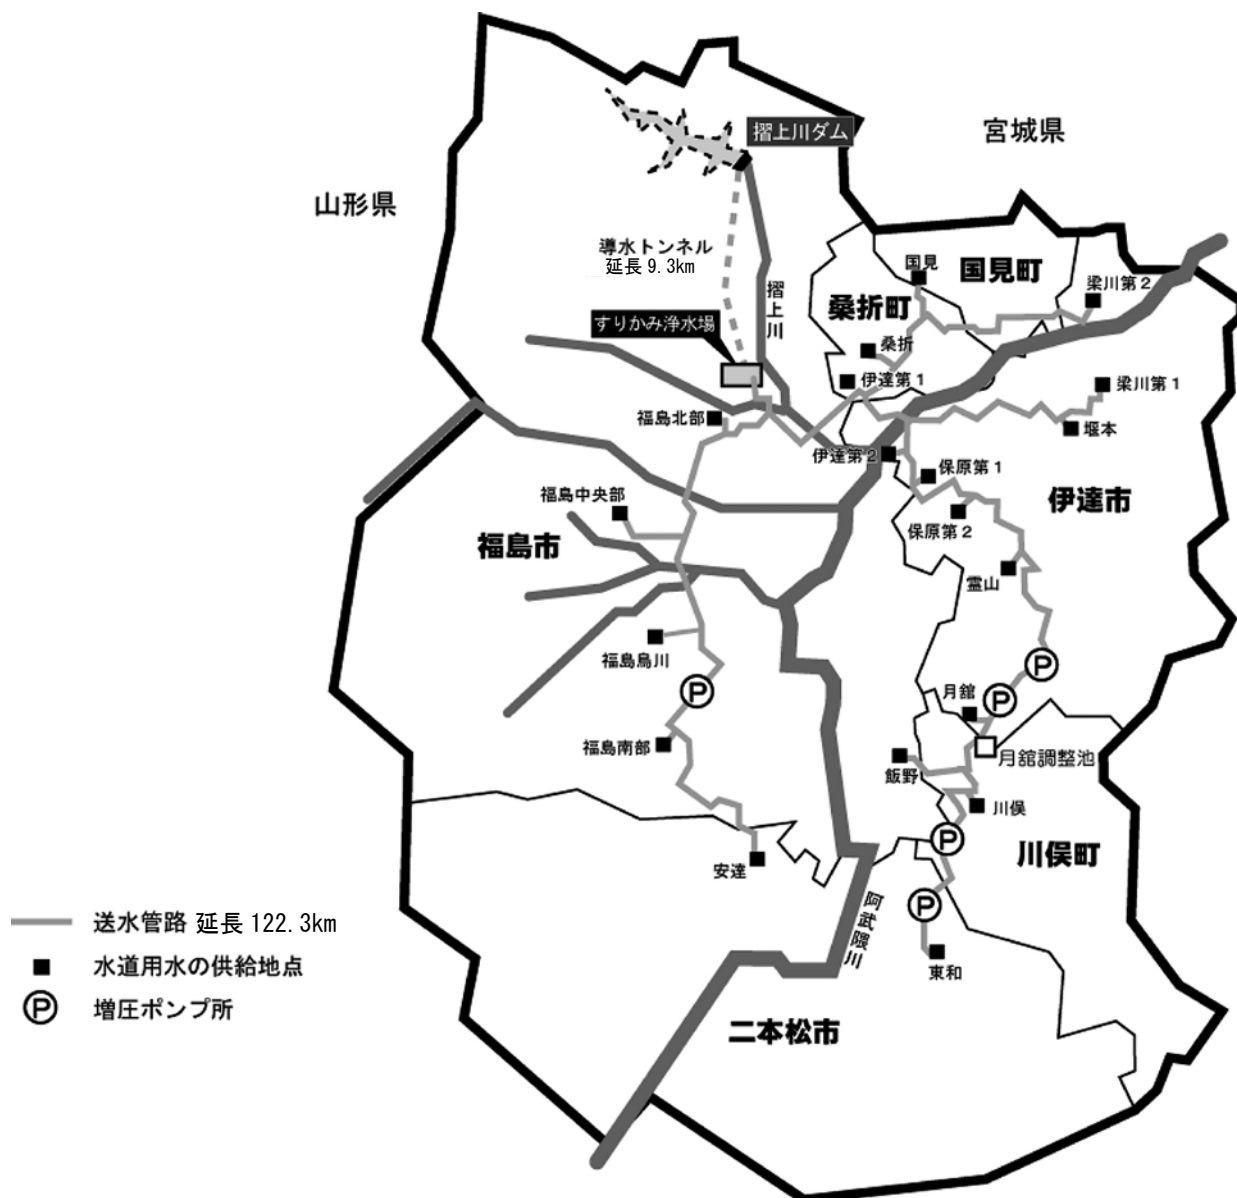 摺上川ダム
宮城県
山形県
導水トンネル
延長 9.3km
摺上川
国見
国見町
梁川第２
桑折町
すりかみ浄水場
桑折
伊達第１
梁川第１
福島北部
堰本
伊達第２
保原第１
福島中央部
伊達市
保原第２
福島市
霊山
福島鳥川
月舘
福島南部
月舘調整池
飯野
川俣
川俣町
安達
阿武隈川
東和
二本松市
送水管路 延長 122.3km
水道用水の供給地点
Ⓟ 増圧ポンプ所
Ⓟ
Ⓟ
Ⓟ
Ⓟ
Ⓟ